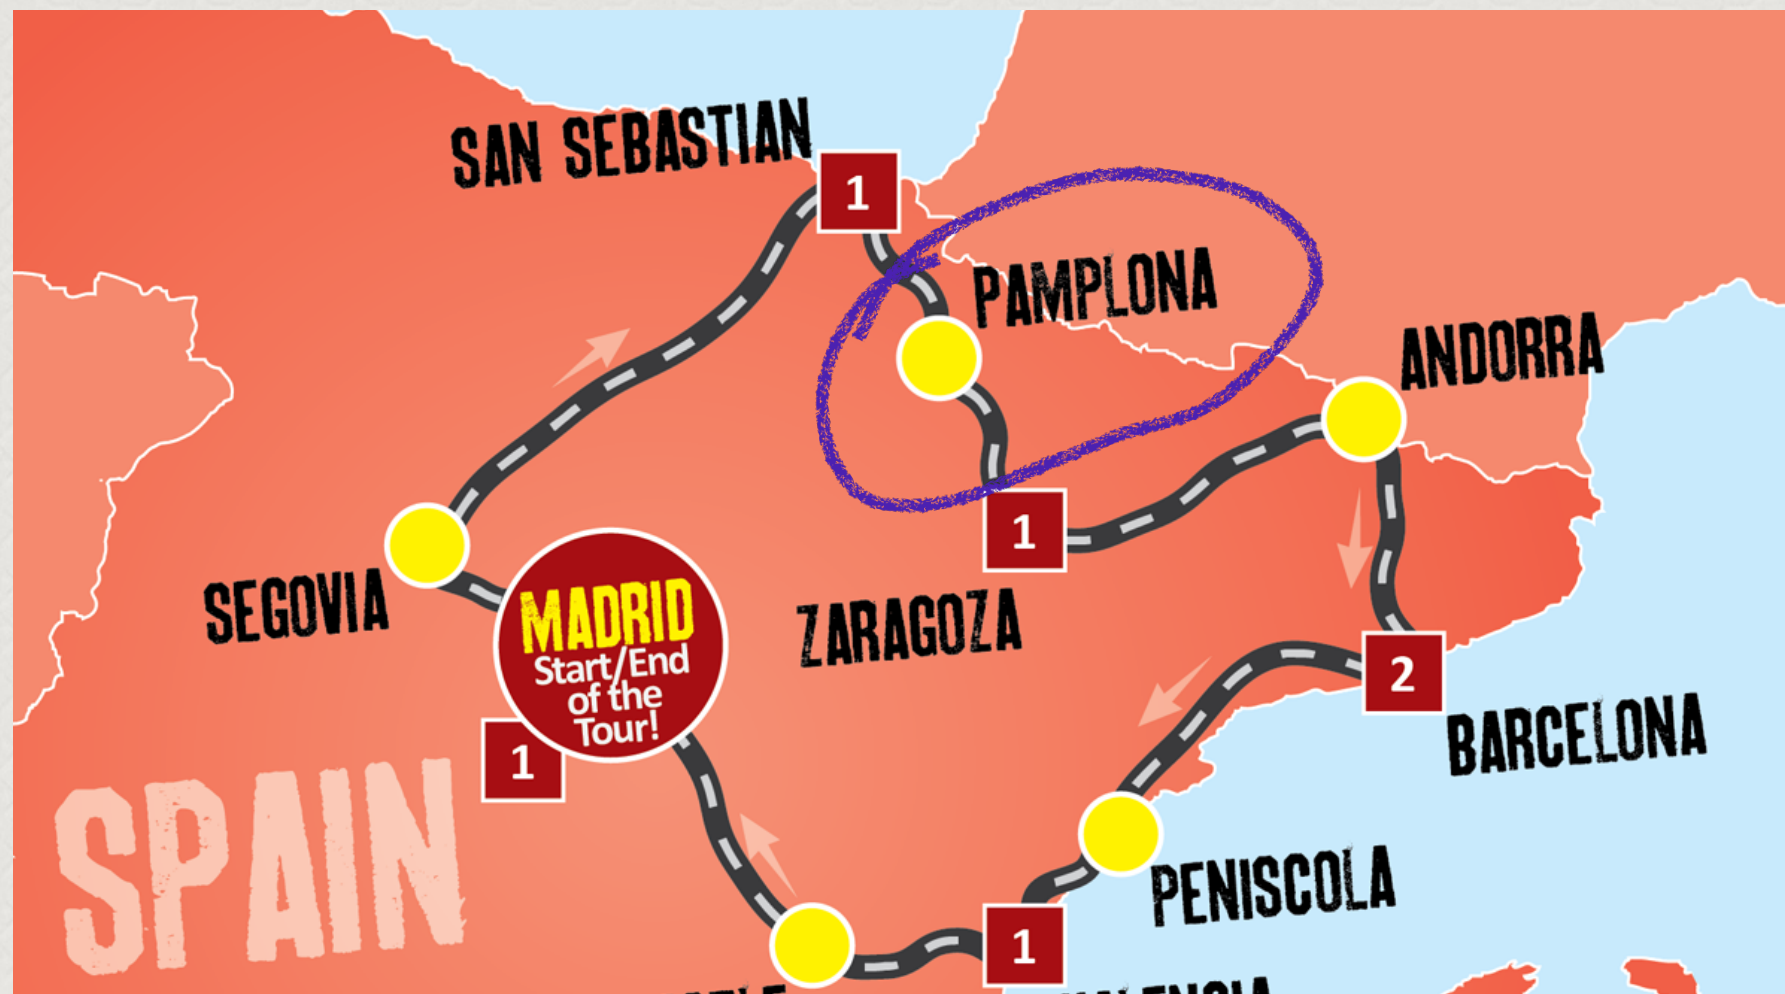 SAN SEBASTIAN
1
PAMPLONA
ANDORRA
1
SEGOVIA
MADRID
Start/End
of the
Tour!
ZARAGOZA
2
1
BARCELONA
SPAIN
PENISCOLA
1